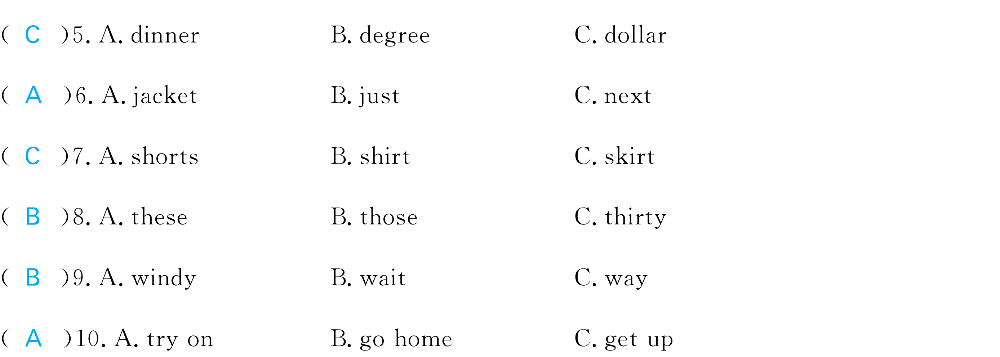 ( C )5. A. dinner B. degree C. dollar
( A )6. A. jacket B. just C. next
( C )7. A. shorts B. shirt C. skirt
( B )8. A. these B. those C. thirty
( B )9. A. windy B. wait C. way
( A )10. A. try on B. go home C. get up